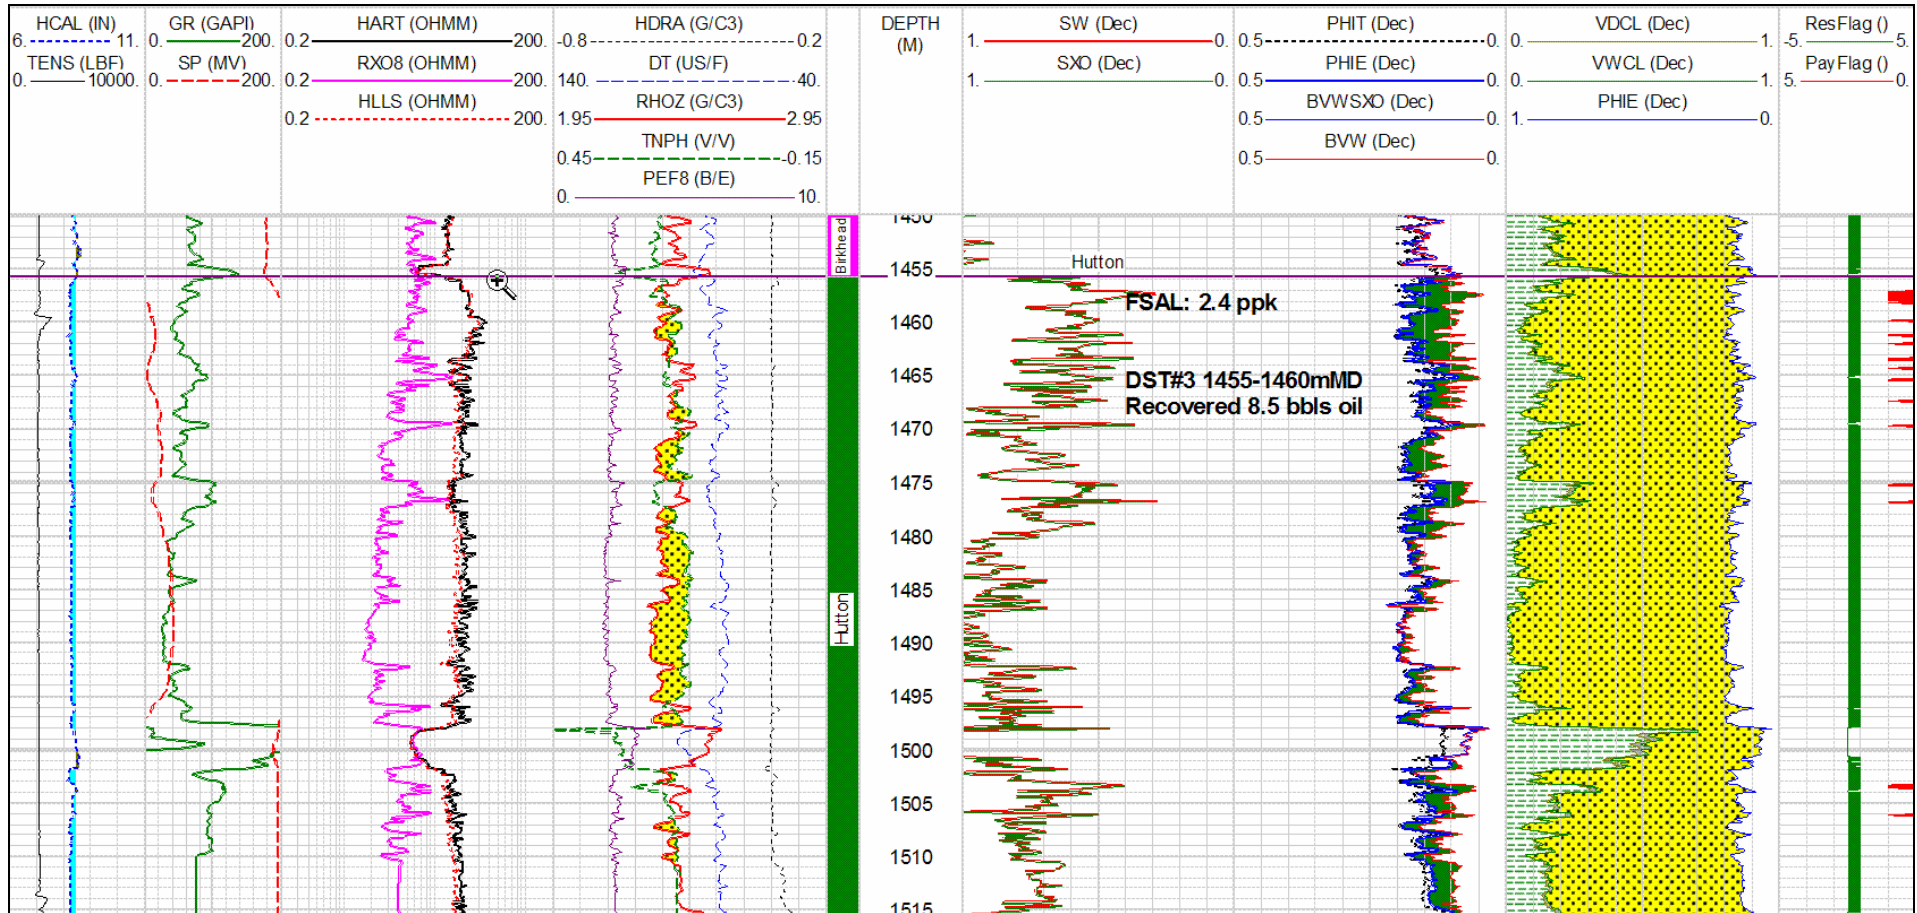 HCAL (IN) GR (GAPI) HART (OHMM) HDRA (G/C3) DEPTH SW (Dec) PHIT (Dec) VDCL (Dec) ResFlag ()
6. 11. 0. 200. 0.2 200. -0.8 0.2 (M) 1. 0. 0.5 0. 0. 1. -5. 5.
TENS (LBF) SP (MV) RXO8 (OHMM) DT (US/F) SXO (Dec) PHIE (Dec) VWCL (Dec) PayFlag ()
0. 10000. 0. 200. 0.2 200. 140. 40. 1. 0. 0.5 0. 0. 1. 5. 0.
HLLS (OHMM) RHOZ (G/C3) BVWSXO (Dec) PHIE (Dec)
0.2 200. 1.95 2.95 0.5 0. 1. 0.
TNPH (V/V) BVW (Dec)
0.45 -0.15 0.5 0.
PEF8 (B/E)
0. 10.
1450
Birkhead
1455
Hutton
FSAL: 2.4 ppk
1460
1465
DST#3 1455-1460mMD
Recovered 8.5 bbls oil
1470
1475
1480
1485
Hutton
1490
1495
1500
1505
1510
1515